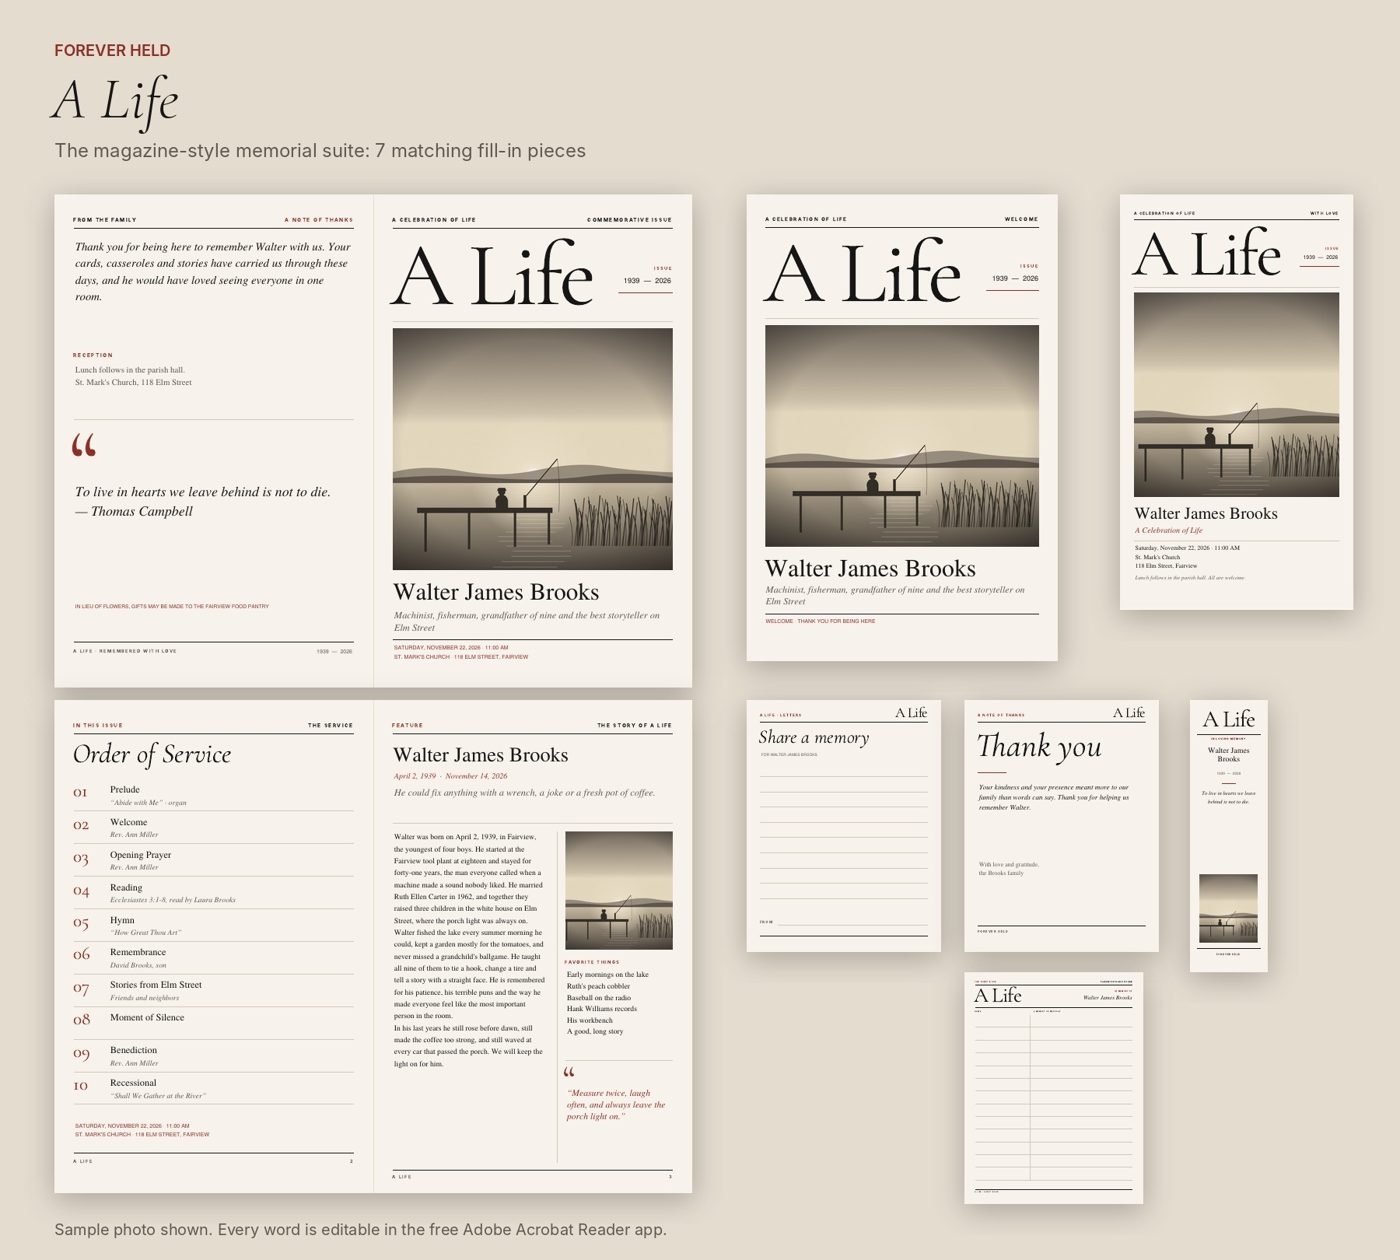 FOREVER HELD
A Life
The magazine-style memorial suite: 7 matching fill-in pieces
FROM THE FAMILY
A NOTE OF THANKS
Thank you for being here to remember Walter with us. Your
cards, casseroles and stories have carried us through these
days, and he would have loved seeing everyone in one
room.
RECEPTION
Lunch follows in the parish hall.
St. Mark's Church, 118 Elm Street
“
To live in hearts we leave behind is not to die.
— Thomas Campbell
IN LIEU OF FLOWERS, GIFTS MAY BE MADE TO THE FAIRVIEW FOOD PANTRY
A LIFE · REMEMBERED WITH LOVE
1939 — 2026
A CELEBRATION OF LIFE
COMMEMORATIVE ISSUE
A Life
ISSUE
1939 — 2026
Walter James Brooks
Machinist, fisherman, grandfather of nine and the best storyteller on
Elm Street
SATURDAY, NOVEMBER 22, 2026 · 11:00 AM
ST. MARK'S CHURCH · 118 ELM STREET, FAIRVIEW
A CELEBRATION OF LIFE
WELCOME
A Life
ISSUE
1939 — 2026
Walter James Brooks
Machinist, fisherman, grandfather of nine and the best storyteller on
Elm Street
WELCOME · THANK YOU FOR BEING HERE
A CELEBRATION OF LIFE
WITH LOVE
A Life
ISSUE
1939 — 2026
Walter James Brooks
A Celebration of Life
Saturday, November 22, 2026 · 11:00 AM
St. Mark's Church
118 Elm Street, Fairview
Lunch follows in the parish hall. All are welcome.
IN THIS ISSUE
THE SERVICE
Order of Service
01 Prelude
“Abide with Me” · organ
02 Welcome
Rev. Ann Miller
03 Opening Prayer
Rev. Ann Miller
04 Reading
Ecclesiastes 3:1-8, read by Laura Brooks
05 Hymn
“How Great Thou Art”
06 Remembrance
David Brooks, son
07 Stories from Elm Street
Friends and neighbors
08 Moment of Silence
09 Benediction
Rev. Ann Miller
10 Recessional
“Shall We Gather at the River”
SATURDAY, NOVEMBER 22, 2026 · 11:00 AM
ST. MARK'S CHURCH · 118 ELM STREET, FAIRVIEW
A LIFE
2
FEATURE
THE STORY OF A LIFE
Walter James Brooks
April 2, 1939 · November 14, 2026
He could fix anything with a wrench, a joke or a fresh pot of coffee.
Walter was born on April 2, 1939, in Fairview,
the youngest of four boys. He started at the
Fairview tool plant at eighteen and stayed for
forty-one years, the man everyone called when a
machine made a sound nobody liked. He married
Ruth Ellen Carter in 1962, and together they
raised three children in the white house on Elm
Street, where the porch light was always on.
Walter fished the lake every summer morning he
could, kept a garden mostly for the tomatoes, and
never missed a grandchild's ballgame. He taught
all nine of them to tie a hook, change a tire and
tell a story with a straight face. He is remembered
for his patience, his terrible puns and the way he
made everyone feel like the most important
person in the room.
In his last years he still rose before dawn, still
made the coffee too strong, and still waved at
every car that passed the porch. We will keep the
light on for him.
FAVORITE THINGS
Early mornings on the lake
Ruth's peach cobbler
Baseball on the radio
Hank Williams records
His workbench
A good, long story
“
“Measure twice, laugh
often, and always leave the
porch light on.”
A LIFE
3
A LIFE · LETTERS
A Life
Share a memory
FOR WALTER JAMES BROOKS
FROM
A NOTE OF THANKS
A Life
Thank you
Your kindness and your presence meant more to our
family than words can say. Thank you for helping us
remember Walter.
With love and gratitude,
the Brooks family
FOREVER HELD
A Life
IN LOVING MEMORY
Walter James
Brooks
1939 — 2026
To live in hearts we leave
behind is not to die.
FOREVER HELD
A Life
Walter James Brooks
Sample photo shown. Every word is editable in the free Adobe Acrobat Reader app.